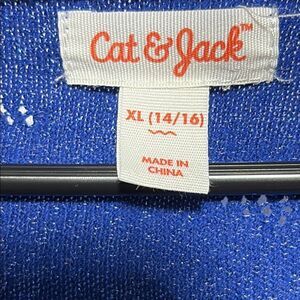 Cat & Jack™
XL (14/16)
MADE IN
CHINA